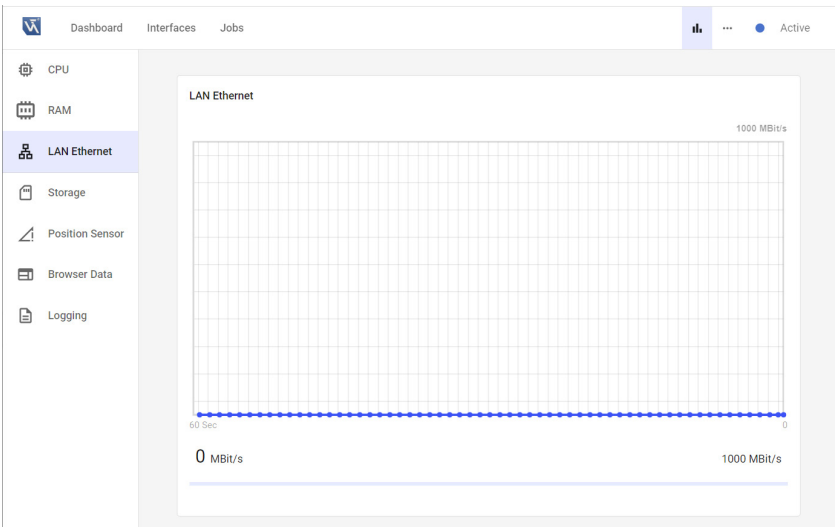 Dashboard Interfaces Jobs Active
CPU
RAM
LAN Ethernet
Storage
Position Sensor
Browser Data
Logging
LAN Ethernet
1000 MBit/s
60 Sec 0
0 MBit/s 1000 MBit/s